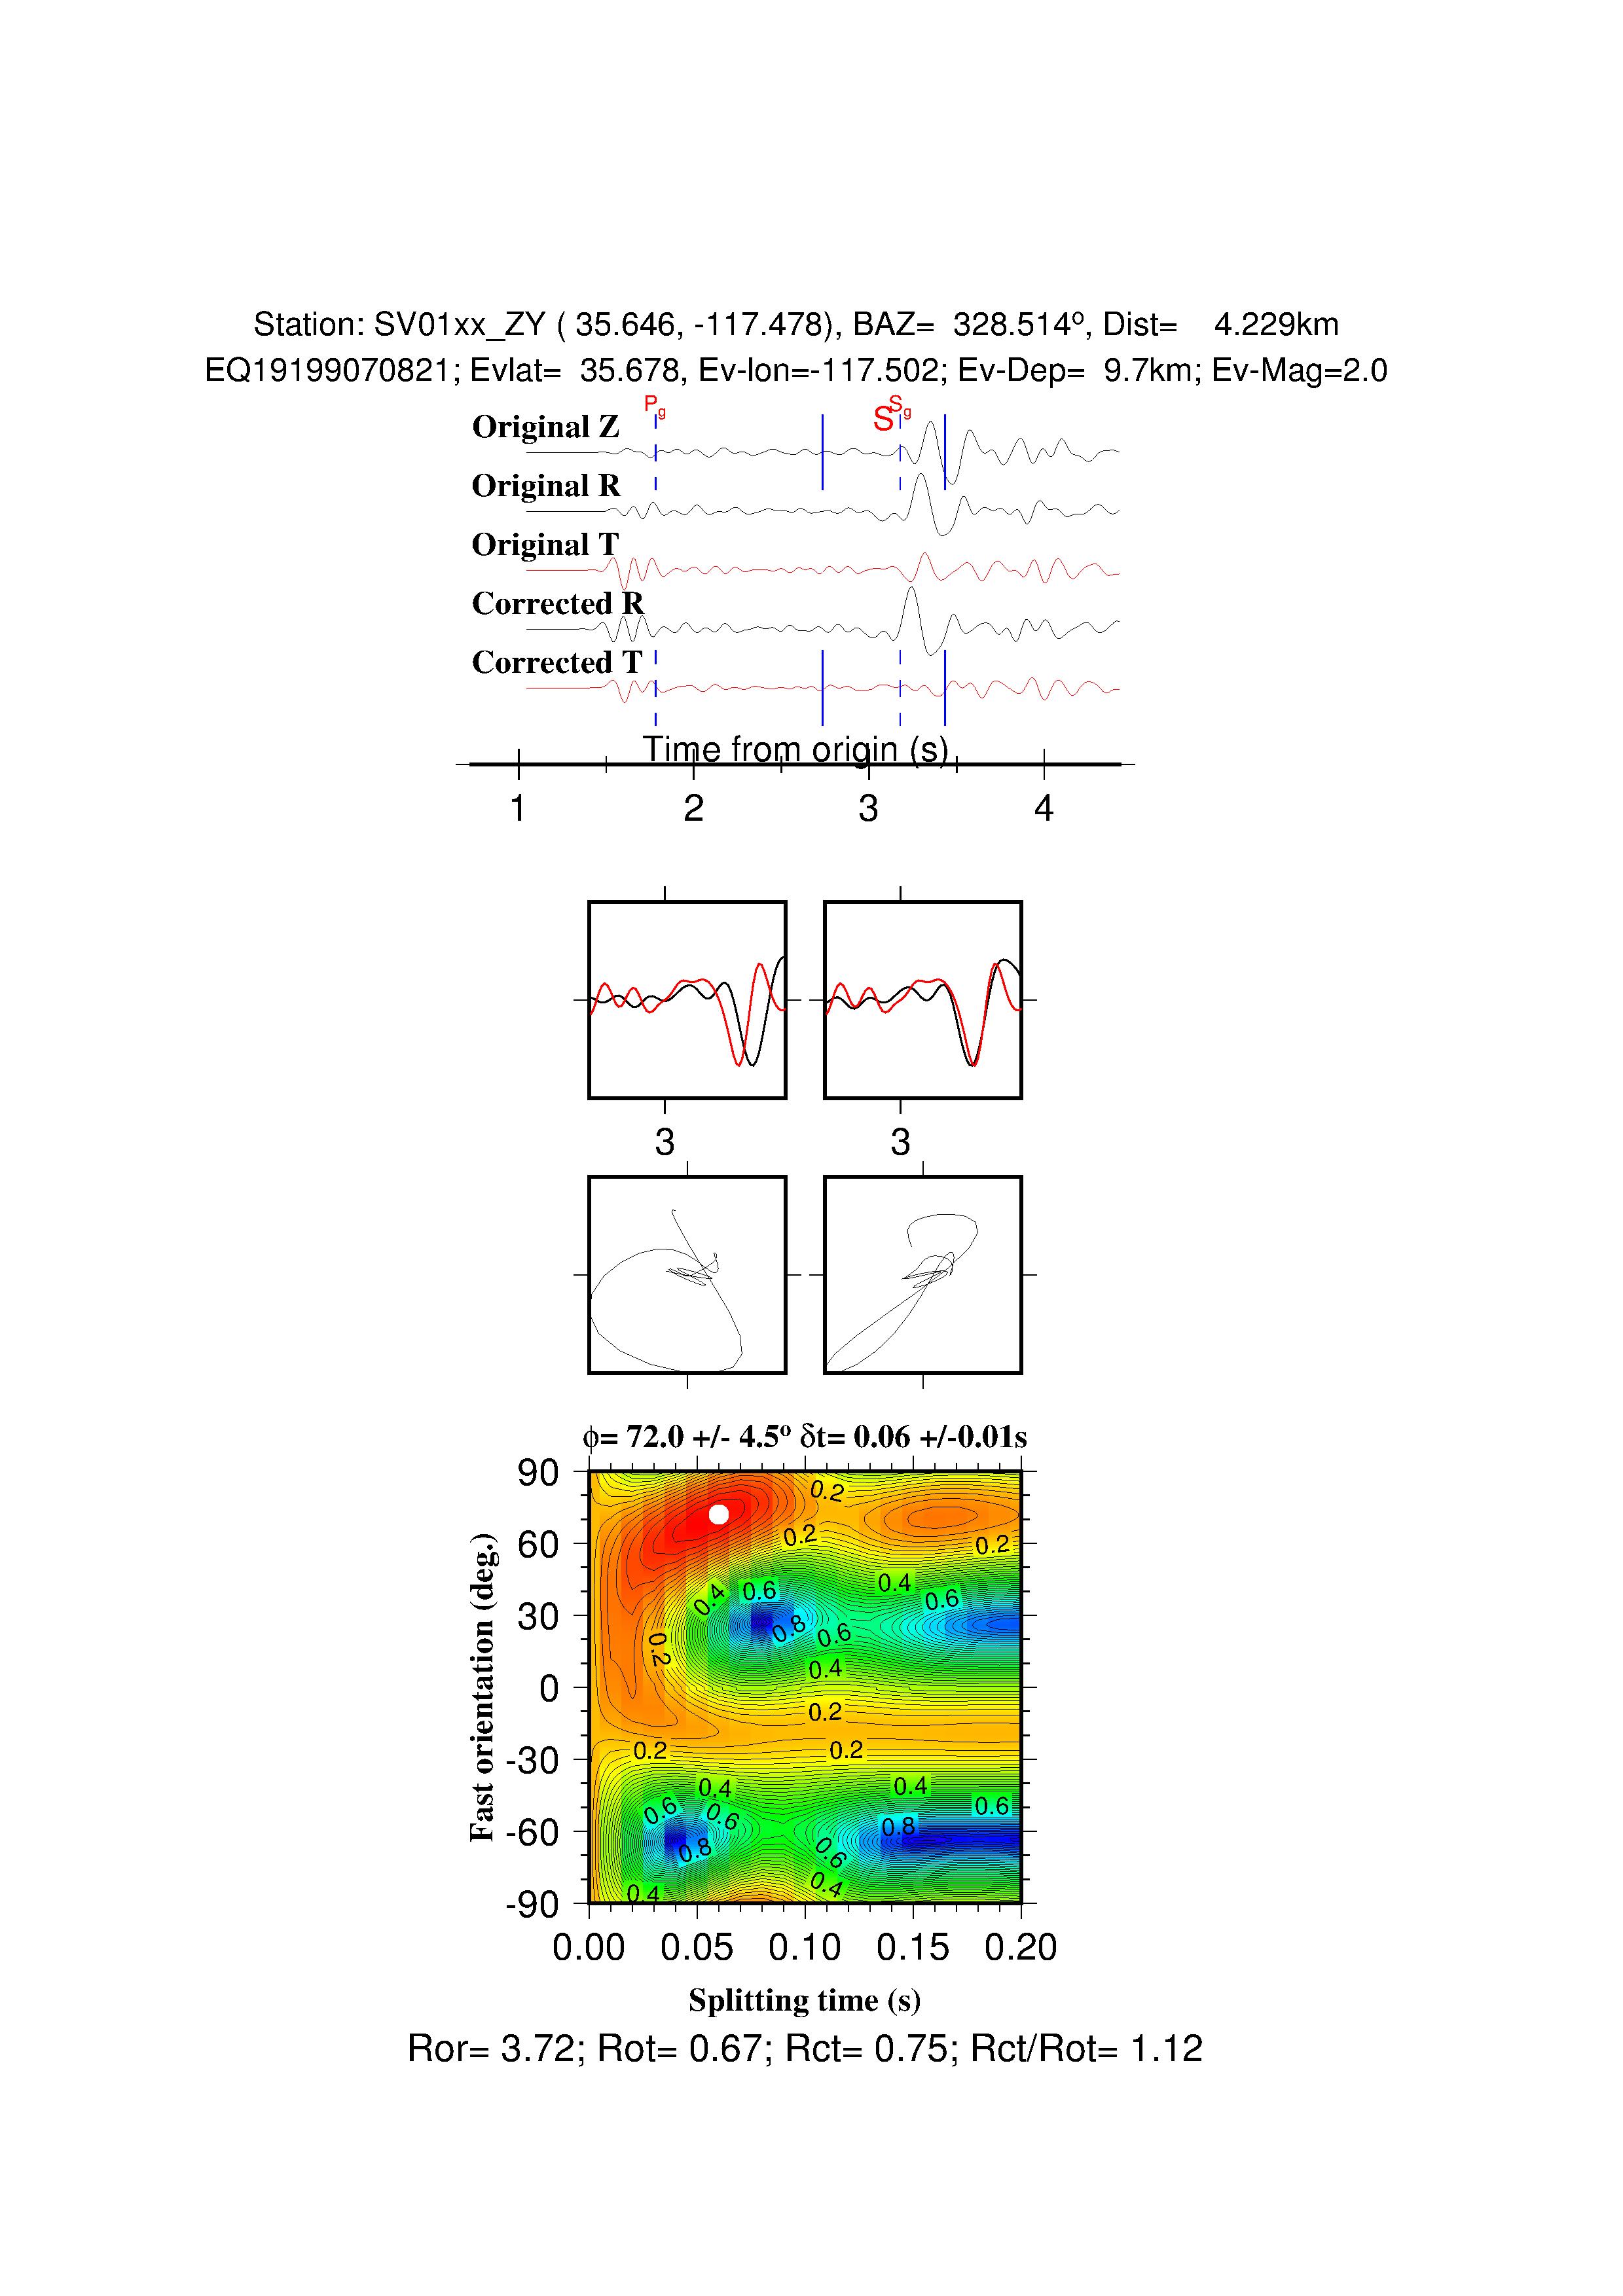 Station: SV01xx_ZY ( 35.646, -117.478), BAZ= 328.514º, Dist= 4.229km
EQ19199070821; Evlat= 35.678, Ev-lon=-117.502; Ev-Dep= 9.7km; Ev-Mag=2.0
Pg
S Sg
Original Z
Original R
Original T
Corrected R
Corrected T
Time from origin (s)
1 2 3 4
3 3
ϕ= 72.0 +/- 4.5º δt= 0.06 +/-0.01s
90
60
30
0
-30
-60
-90
Fast orientation (deg.)
0.2
0.2
0.2
0.4
0.6
0.4
0.6
0.8
0.6
0.2
0.4
0.2
0.2
0.2
0.4
0.4
0.6
0.6
0.6
0.8
0.8
0.6
0.4
0.4
0.00 0.05 0.10 0.15 0.20
Splitting time (s)
Ror= 3.72; Rot= 0.67; Rct= 0.75; Rct/Rot= 1.12